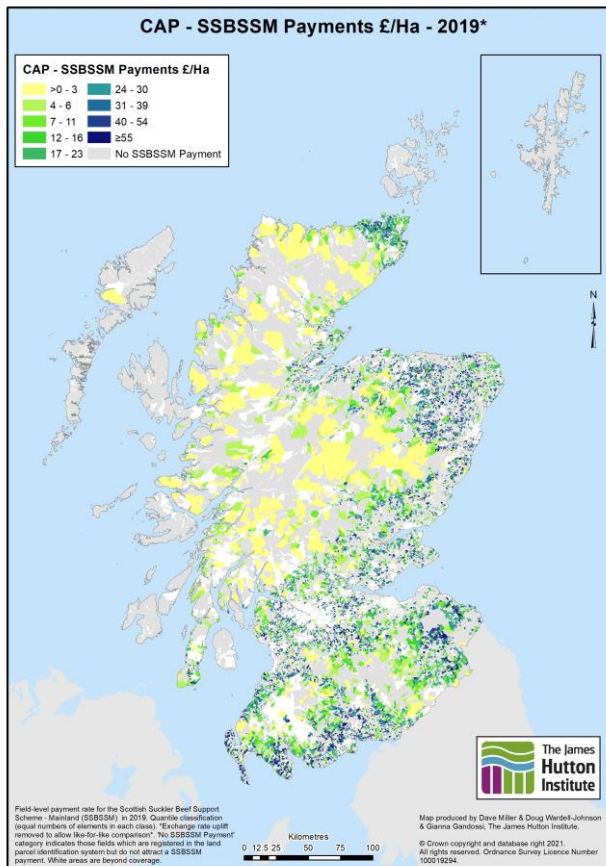 CAP - SSBSSM Payments £/Ha - 2019*
CAP - SSBSSM Payments £/Ha
>0 - 3
4 - 6
7 - 11
12 - 16
17 - 23
24 - 30
31 - 39
40 - 54
≥55
No SSBSSM Payment
N
The James
Hutton
Institute
Field-level payment rate for the Scottish Suckler Beef Support
Scheme - Mainland (SSBSSM) in 2019. Quantile classification
(equal numbers of elements in each class). *Exchange rate uplift
removed to allow like-for-like comparison*. 'No SSBSSM Payment'
category indicates those fields which are registered in the land
parcel identification system but do not attract a SSBSSM
payment. White areas are beyond coverage.
Kilometres
0 12.5 25 50 75 100
Map produced by Dave Miller & Doug Wardell-Johnson
& Gianna Gandossi, The James Hutton Institute.
© Crown copyright and database right 2021.
All rights reserved. Ordnance Survey Licence Number
100019294.